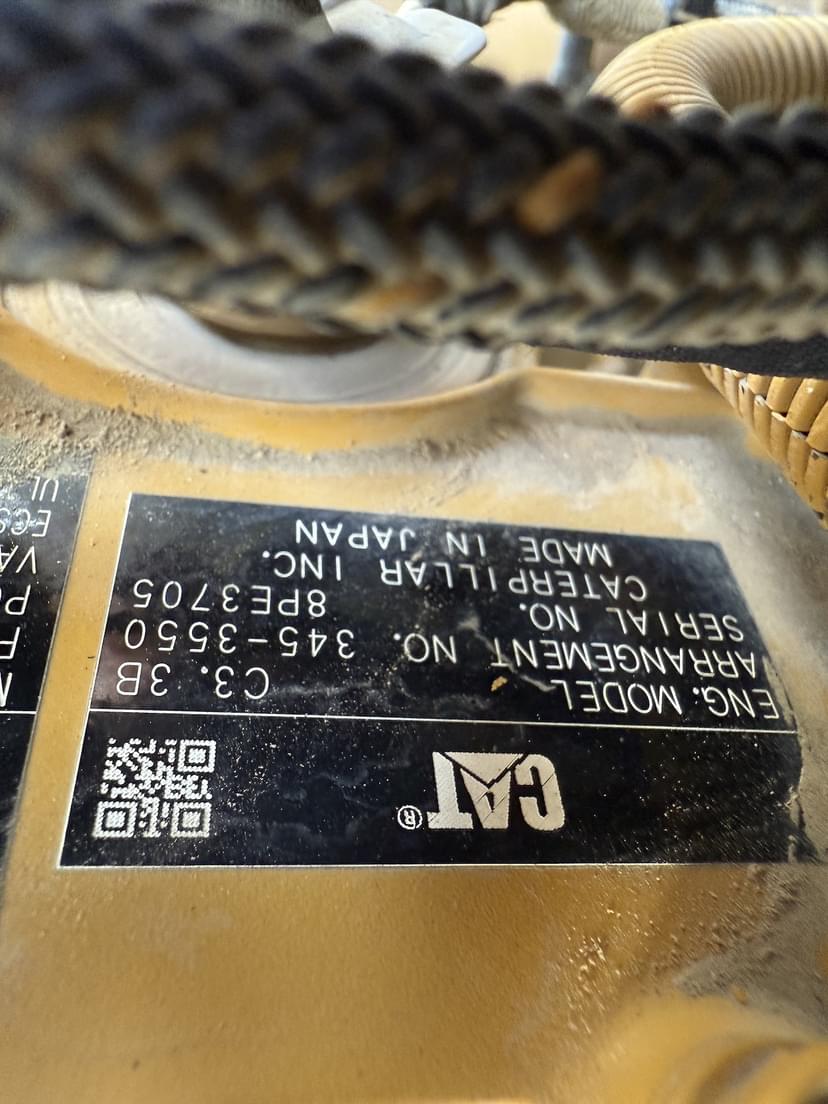 CAT®
ENG. MODEL C3.3B
ARRANGEMENT NO. 345-3550
SERIAL NO. 8PE3705
CATERPILLAR INC.
MADE IN JAPAN